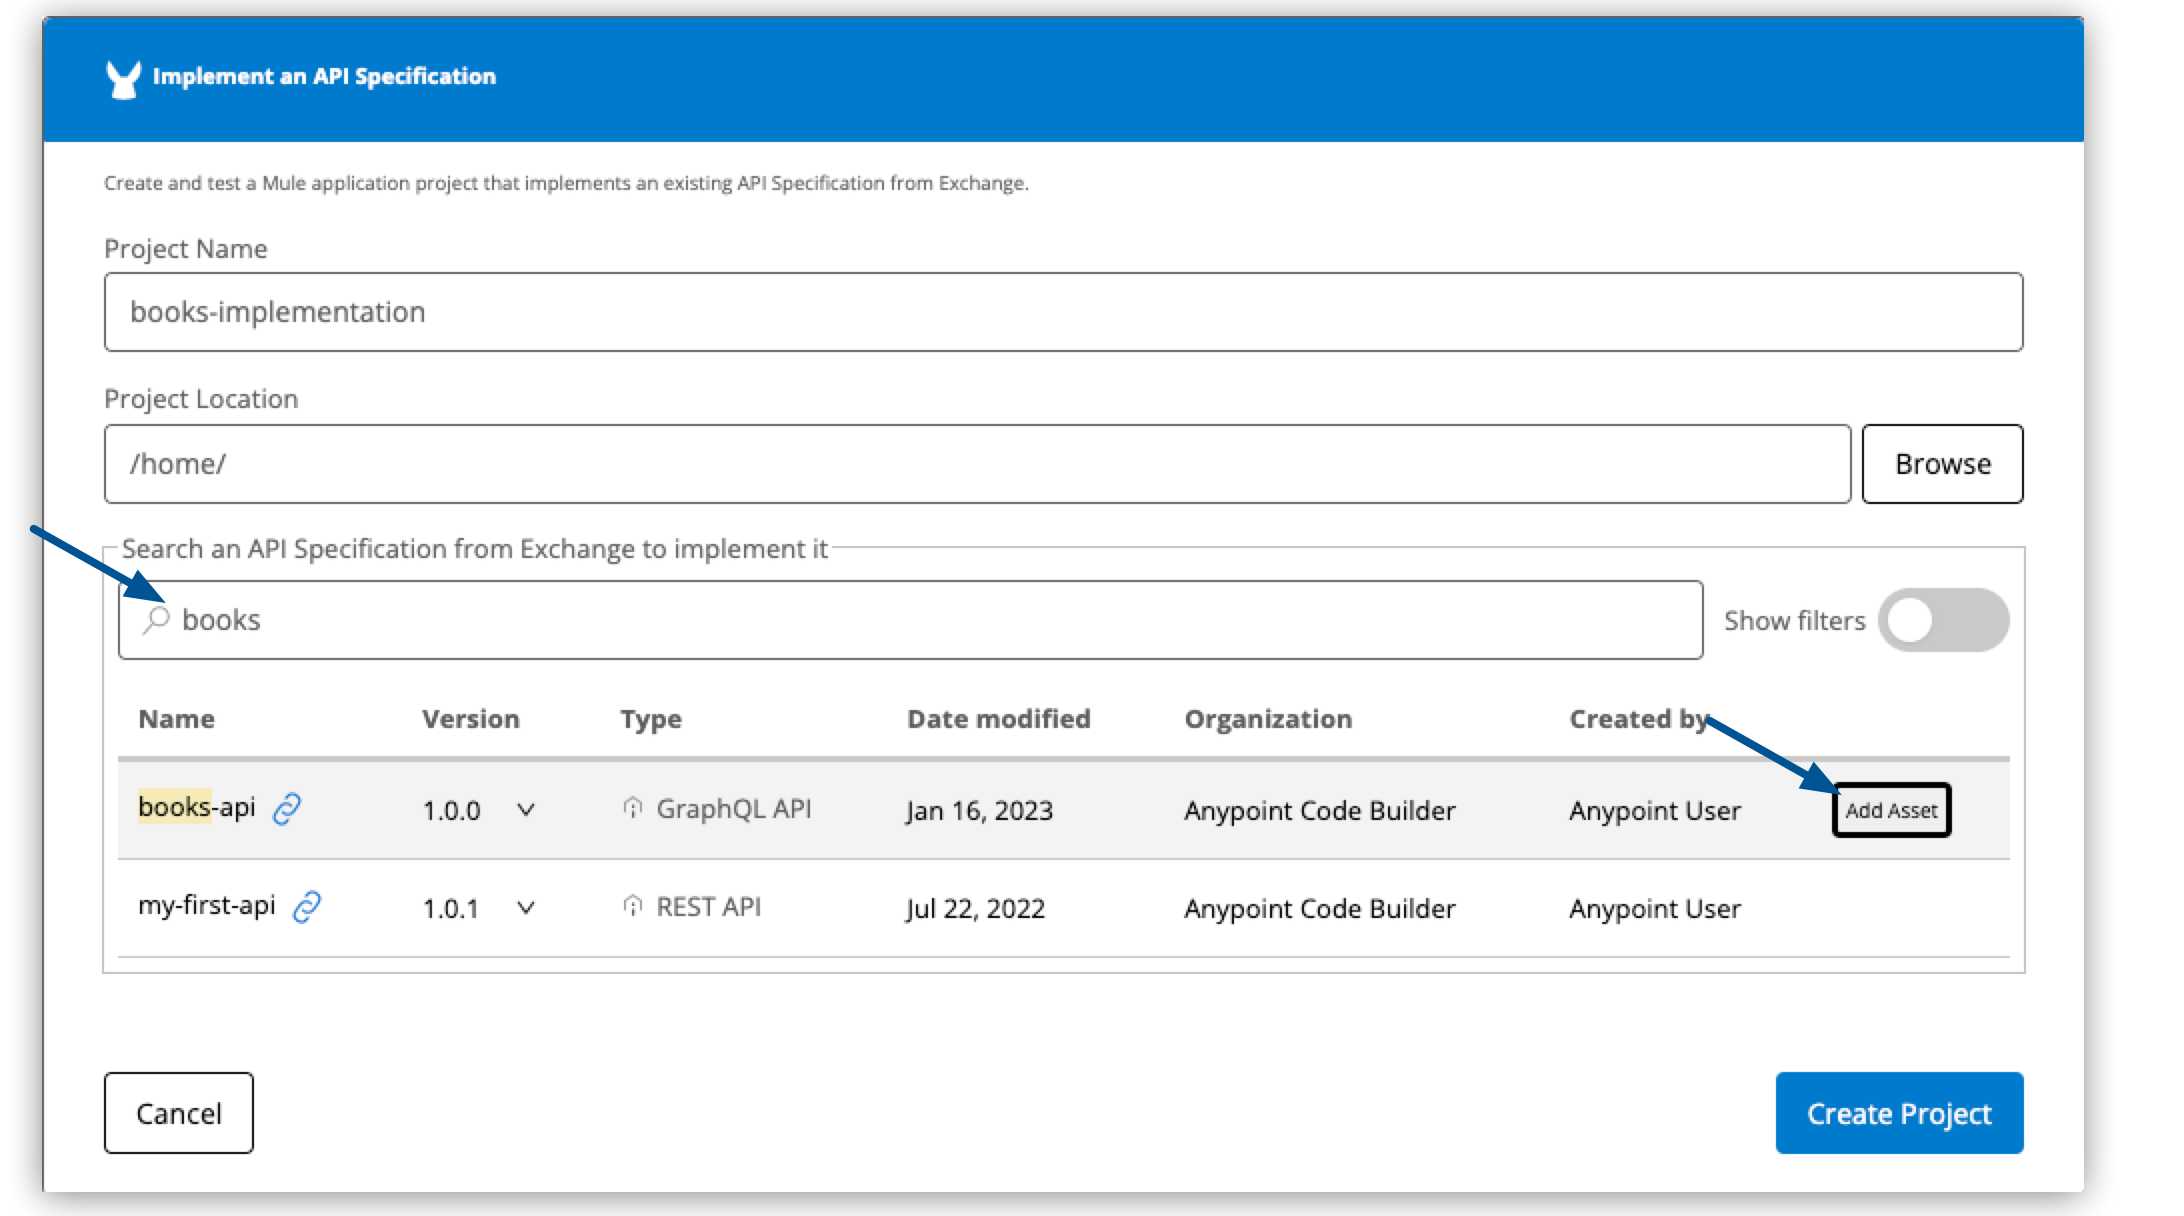 Implement an API Specification
Create and test a Mule application project that implements an existing API Specification from Exchange.
Project Name
books-implementation
Project Location
/home/
Browse
Search an API Specification from Exchange to implement it
books
Show filters
Name Version Type Date modified Organization Created by
books-api 1.0.0 GraphQL API Jan 16, 2023 Anypoint Code Builder Anypoint User Add Asset
my-first-api 1.0.1 REST API Jul 22, 2022 Anypoint Code Builder Anypoint User
Cancel
Create Project